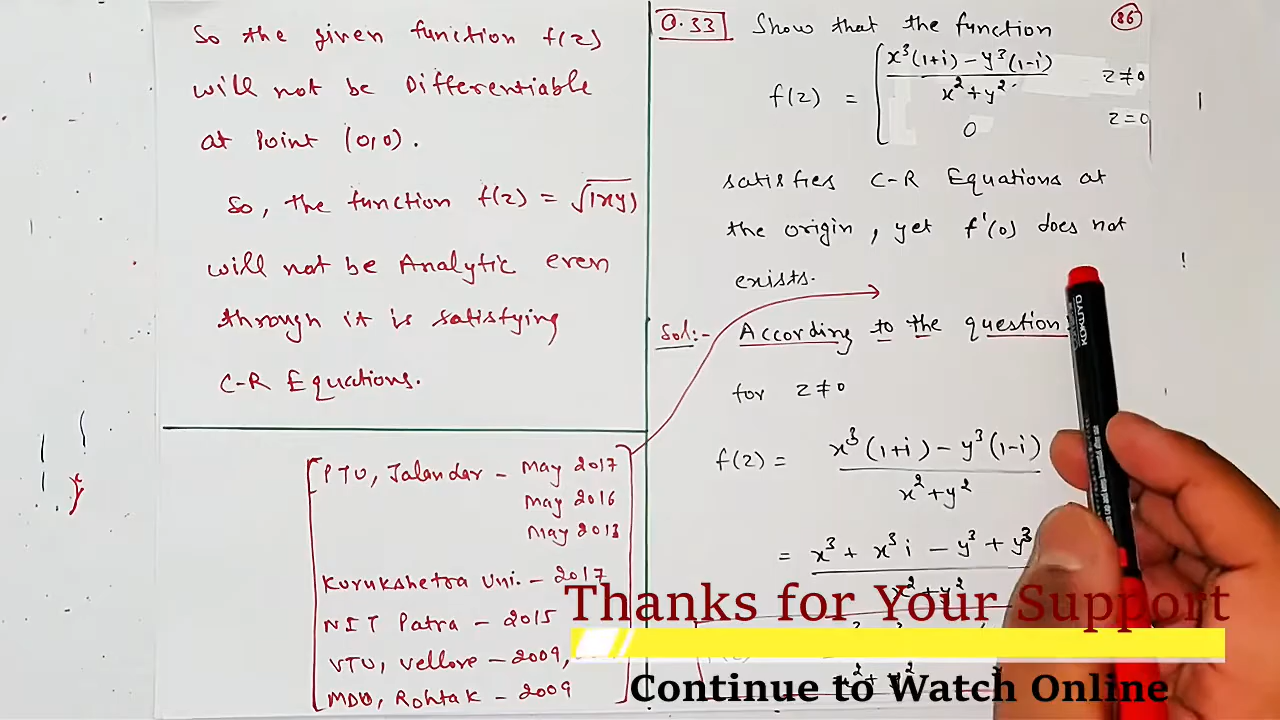 So the given function f(z)
will not be Differentiable
at Point (0,0).
So, the function f(z) = √|xy|
will not be Analytic even
through it is satisfying
C-R Equations.
PTU, Jalandar - May 2017
May 2016
May 2013
Kurukshetra Uni. - 2017
NIT Patra - 2015
VTU, Vellore - 2009,
MDU, Rohtak - 2009
Q.33 Show that the function
86
f(z) = x³(1+i) - y³(1-i) / x²+y² z≠0
0 z=0
satisfies C-R Equations at
the origin, yet f'(0) does not
exists.
Sol:- According to the question
for z≠0
f(z) = x³(1+i) - y³(1-i) / x²+y²
= x³ + x³i - y³ + y³ / x²+y²
Thanks for Your Support
Continue to Watch Online